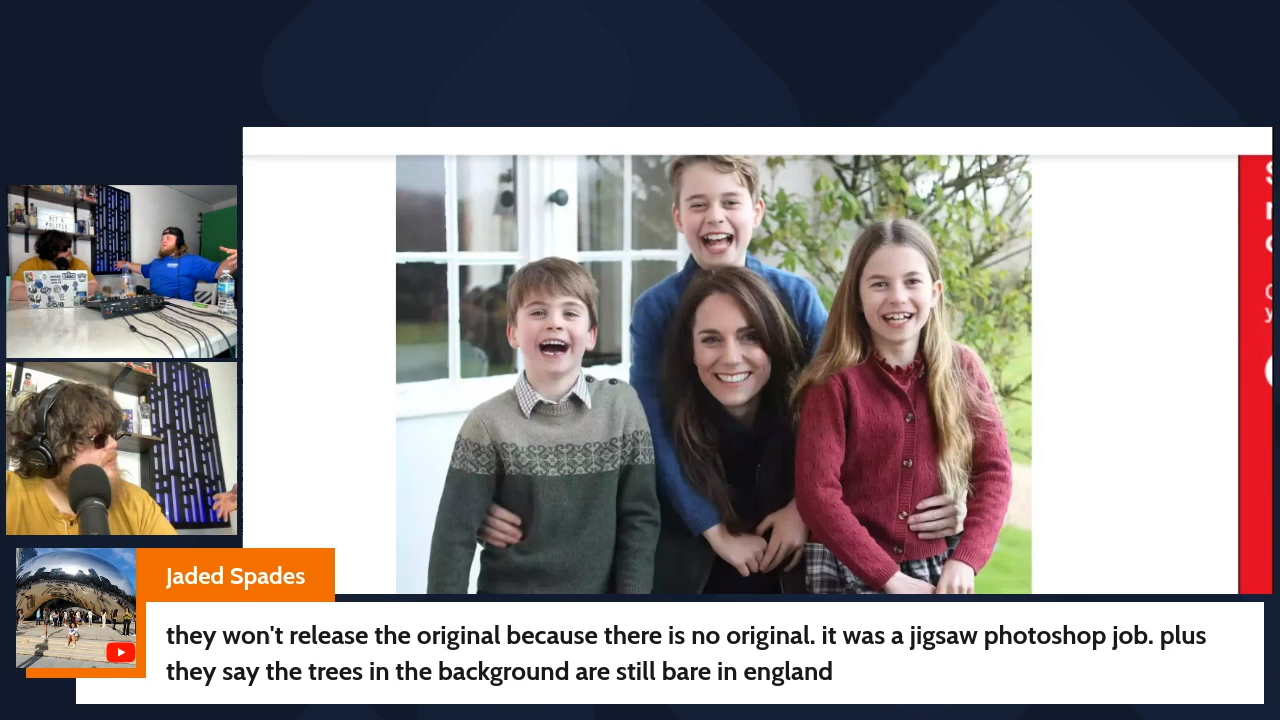 Jaded Spades
they won't release the original because there is no original. it was a jigsaw photoshop job. plus
they say the trees in the background are still bare in england